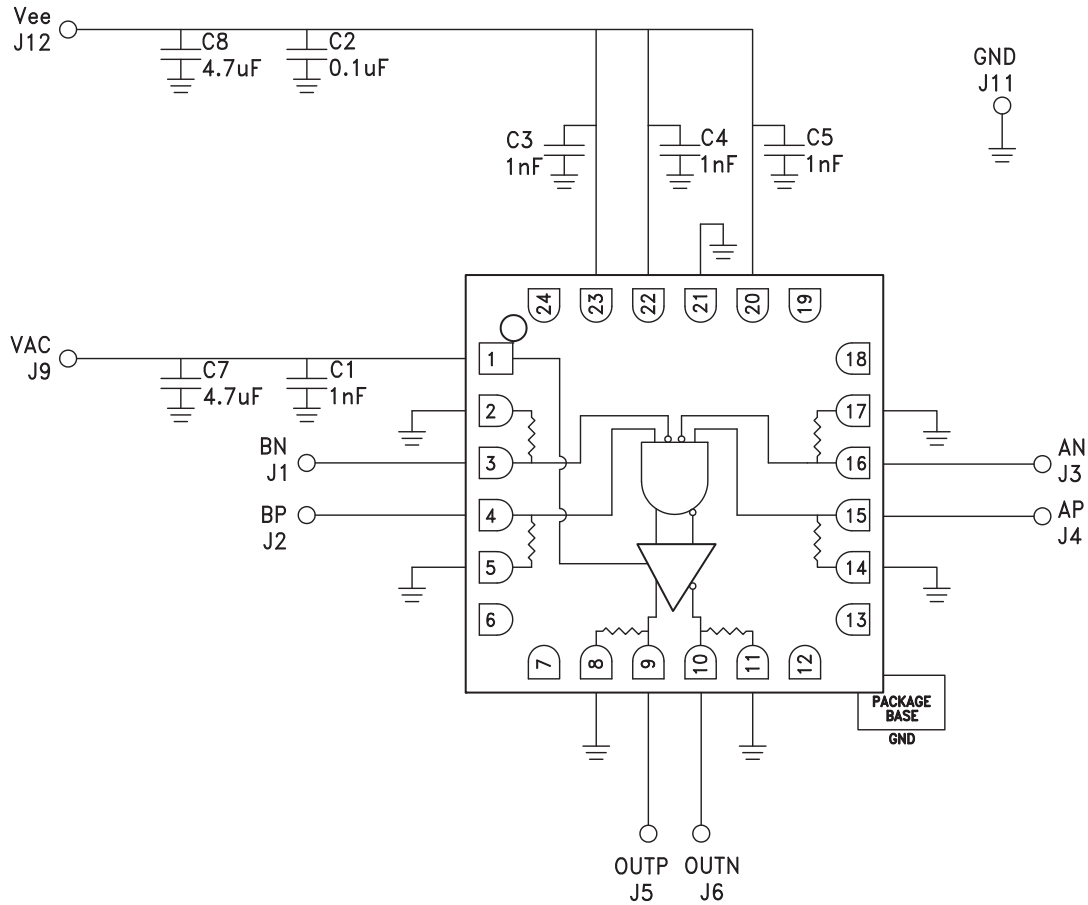 Vee
J12
C8
4.7uF
C2
0.1uF
GND
J11
C3
1nF
C4
1nF
C5
1nF
24
23
22
21
20
19
VAC
J9
C7
4.7uF
C1
1nF
1
18
2
17
BN
J1
3
16
AN
J3
BP
J2
4
15
AP
J4
5
14
6
13
7
8
9
10
11
12
PACKAGE
BASE
GND
OUTP
J5
OUTN
J6